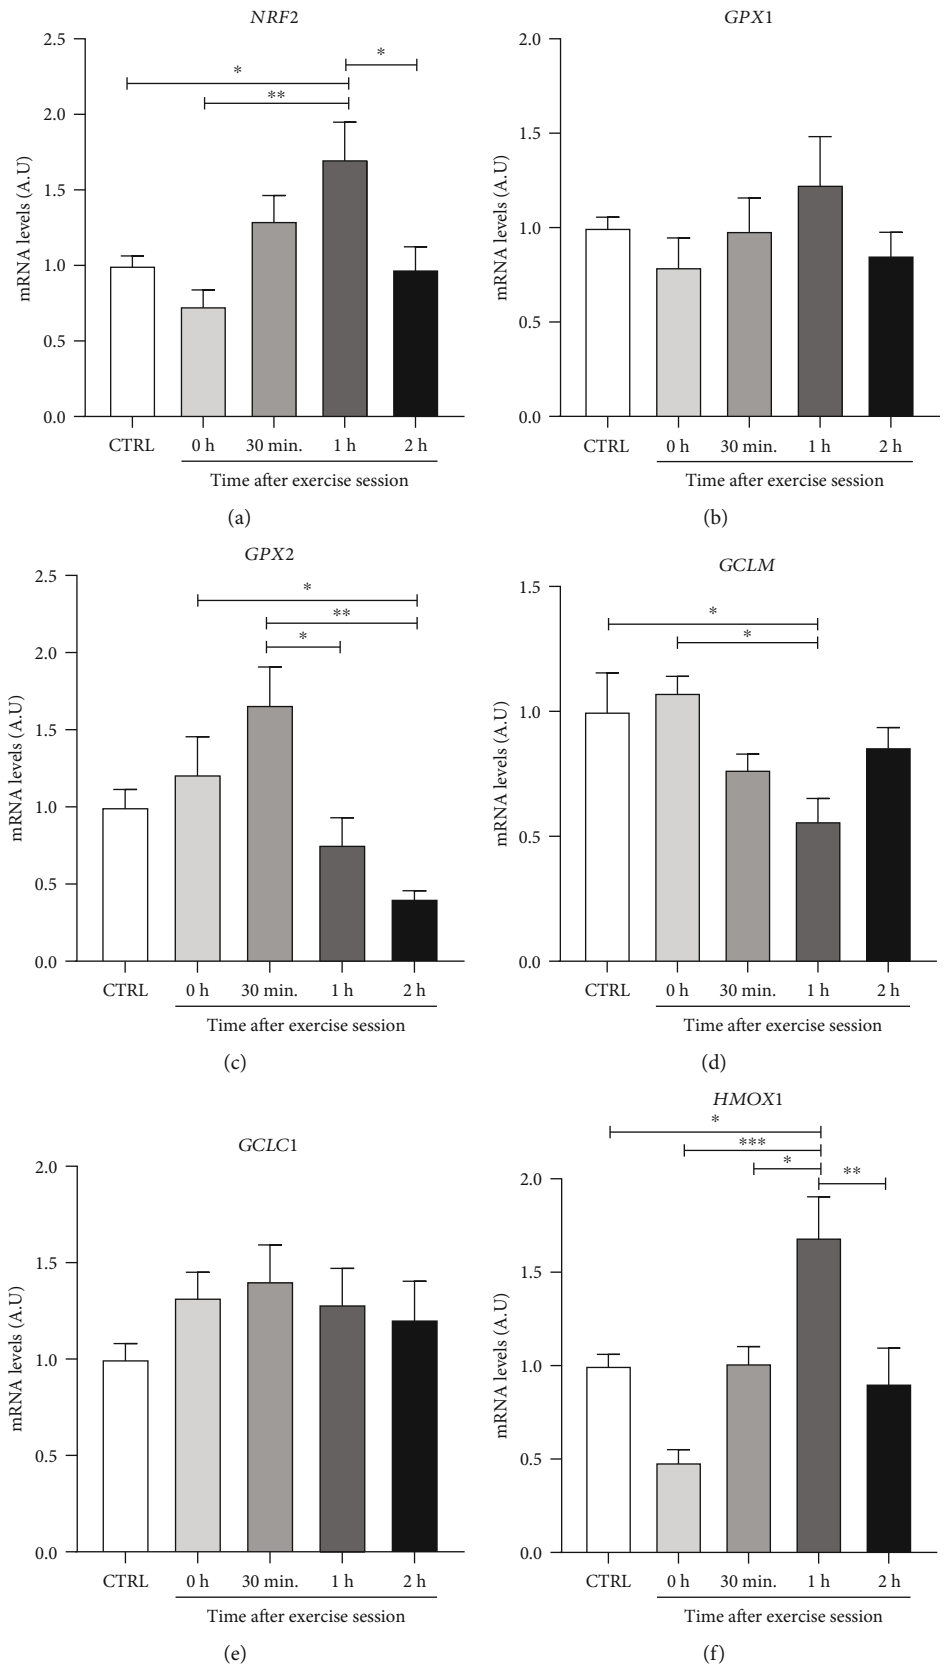 NRF2
2.5
2.0
1.5
1.0
0.5
0.0
mRNA levels (A.U)
*
**
*
CTRL 0 h 30 min. 1 h 2 h
Time after exercise session
(a)
GPX1
2.0
1.5
1.0
0.5
0.0
mRNA levels (A.U)
CTRL 0 h 30 min. 1 h 2 h
Time after exercise session
(b)
GPX2
2.5
2.0
1.5
1.0
0.5
0.0
mRNA levels (A.U)
*
**
*
CTRL 0 h 30 min. 1 h 2 h
Time after exercise session
(c)
GCLM
1.5
1.0
0.5
0.0
mRNA levels (A.U)
*
*
CTRL 0 h 30 min. 1 h 2 h
Time after exercise session
(d)
GCLC1
2.0
1.5
1.0
0.5
0.0
mRNA levels (A.U)
CTRL 0 h 30 min. 1 h 2 h
Time after exercise session
(e)
HMOX1
*
***
*
**
2.0
1.5
1.0
0.5
0.0
mRNA levels (A.U)
CTRL 0 h 30 min. 1 h 2 h
Time after exercise session
(f)